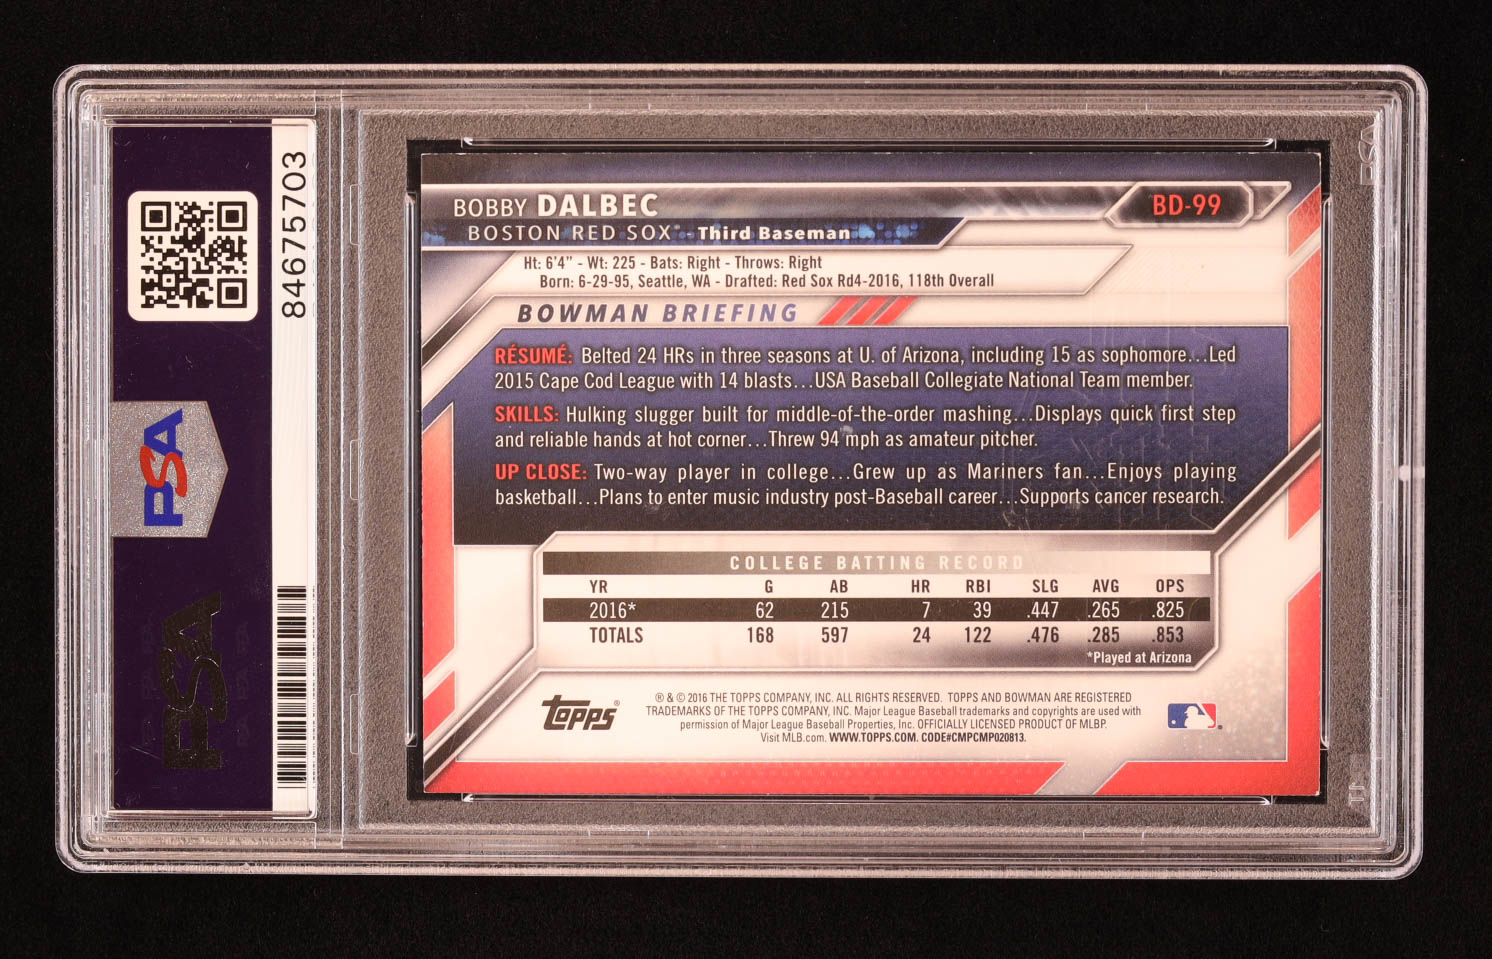 84675703
PSA
PSA
BOBBY DALBEC
BD-99
BOSTON RED SOX - Third Baseman
Ht: 6'4" - Wt: 225 - Bats: Right - Throws: Right
Born: 6-29-95, Seattle, WA - Drafted: Red Sox Rd4-2016, 118th Overall
BOWMAN BRIEFING
RÉSUMÉ: Belted 24 HRs in three seasons at U. of Arizona, including 15 as sophomore...Led
2015 Cape Cod League with 14 blasts...USA Baseball Collegiate National Team member.
SKILLS: Hulking slugger built for middle-of-the-order mashing...Displays quick first step
and reliable hands at hot corner...Threw 94 mph as amateur pitcher.
UP CLOSE: Two-way player in college...Grew up as Mariners fan...Enjoys playing
basketball...Plans to enter music industry post-Baseball career...Supports cancer research.
COLLEGE BATTING RECORD
YR G AB HR RBI SLG AVG OPS
2016* 62 215 7 39 .447 .265 .825
TOTALS 168 597 24 122 .476 .285 .853
*Played at Arizona
Topps®
® & © 2016 THE TOPPS COMPANY, INC. ALL RIGHTS RESERVED. TOPPS AND BOWMAN ARE REGISTERED
TRADEMARKS OF THE TOPPS COMPANY, INC. Major League Baseball trademarks and copyrights are used with
permission of Major League Baseball Properties, Inc. OFFICIALLY LICENSED PRODUCT OF MLBP.
Visit MLB.com. WWW.TOPPS.COM. CODE#CMPCMP020813.
PSA